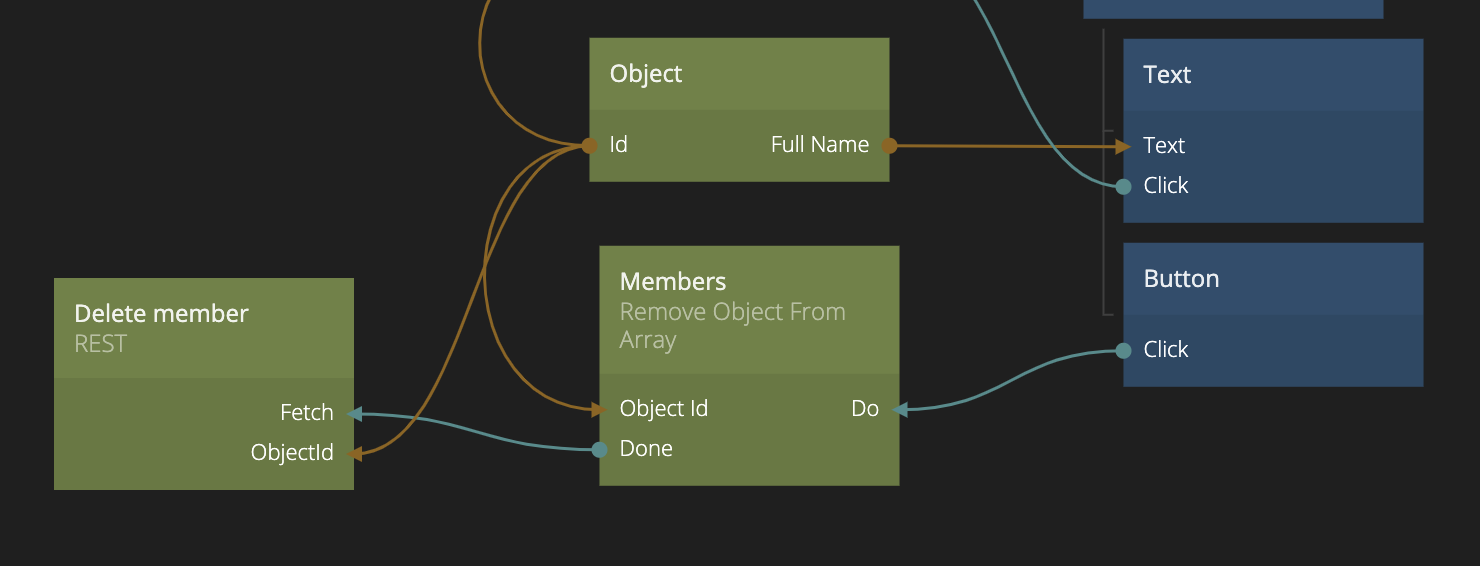 Object
Id
Full Name
Text
Text
Click
Delete member
REST
Fetch
ObjectId
Members
Remove Object From
Array
Object Id
Do
Done
Button
Click